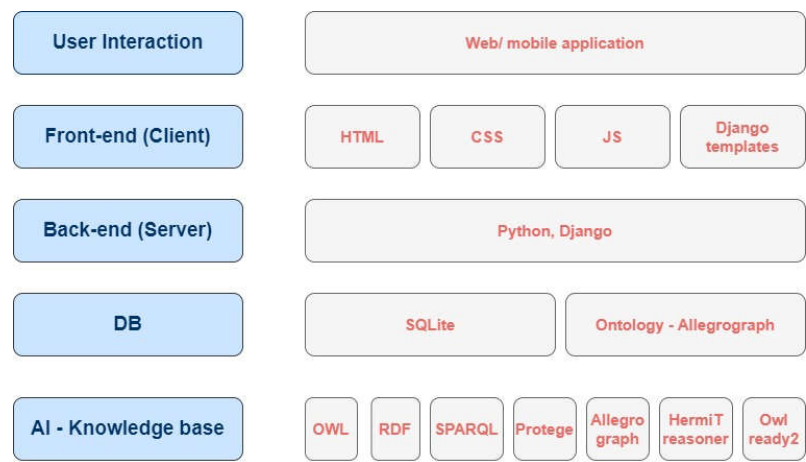 User Interaction
Web/ mobile application
Front-end (Client)
HTML
CSS
JS
Django
templates
Back-end (Server)
Python, Django
DB
SQLite
Ontology - Allegrograph
AI - Knowledge base
OWL
RDF
SPARQL
Protege
Allegro
graph
HermiT
reasoner
Owl
ready2